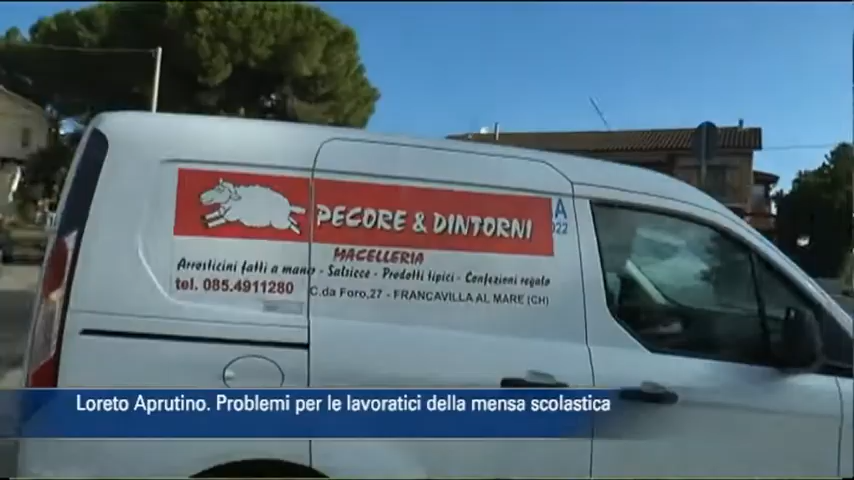 PECORE & DINTORNI
MACELLERIA
Arrosticini fatti a mano - Salsicce - Prodotti tipici - Confezioni regalo
tel. 085.4911280
C.da Foro,27 - FRANCAVILLA AL MARE (CH)
A
022
Loreto Aprutino. Problemi per le lavoratici della mensa scolastica